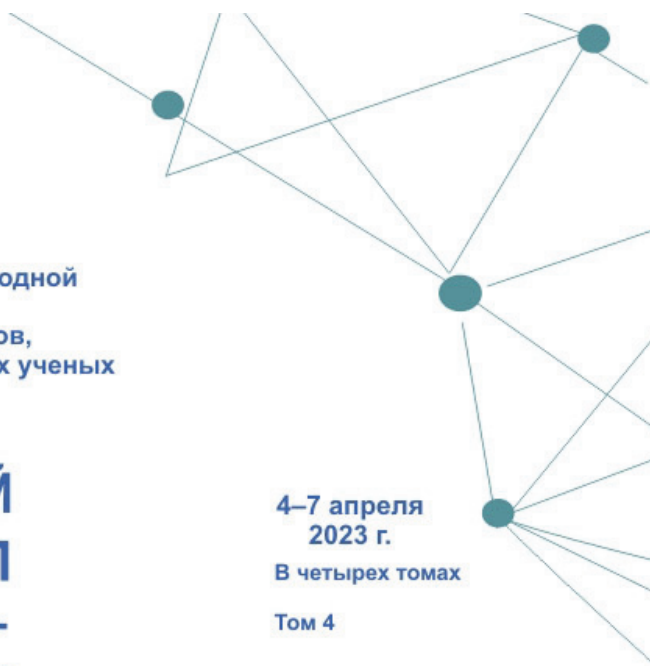 одной
ов,
х ученых
Й
4–7 апреля
2023 г.
В четырех томах
Том 4